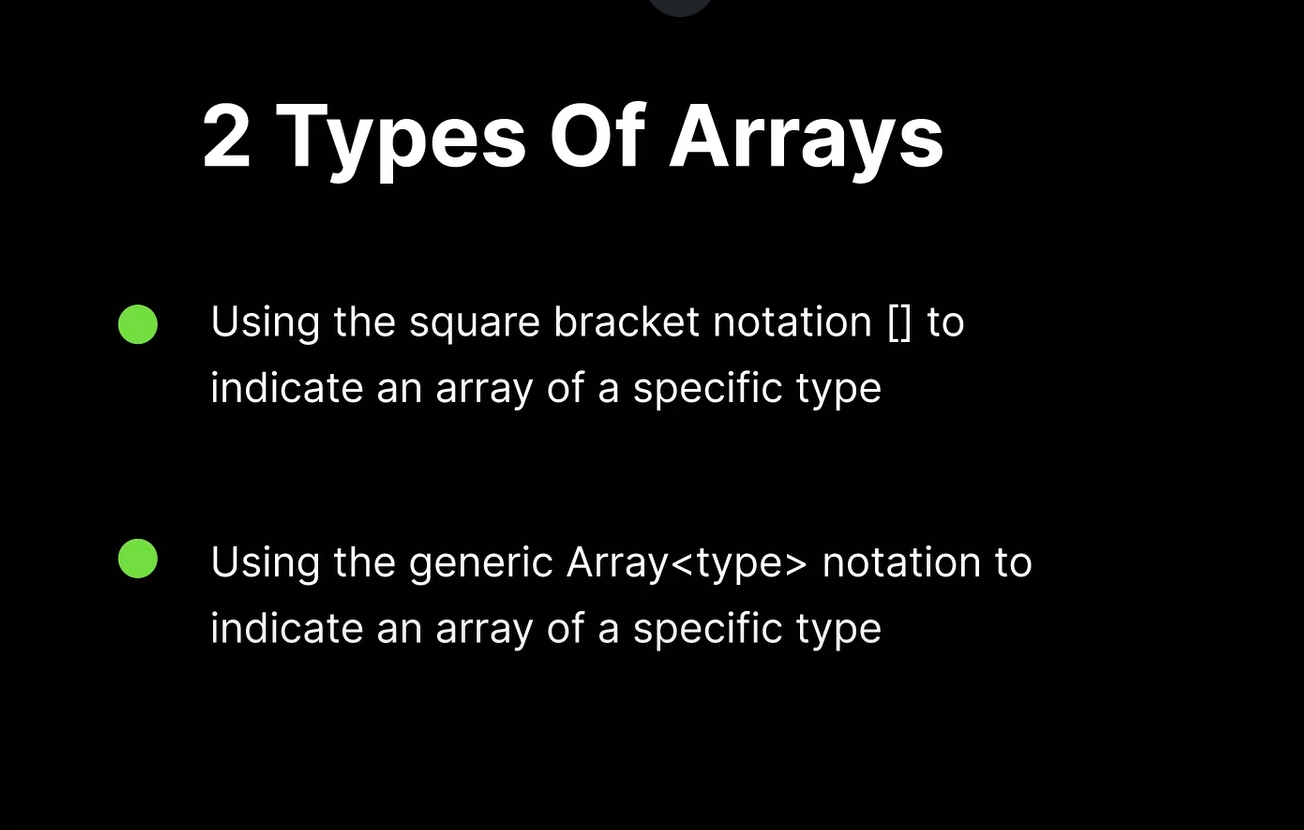 2 Types Of Arrays
Using the square bracket notation [] to
indicate an array of a specific type
Using the generic Array<type> notation to
indicate an array of a specific type